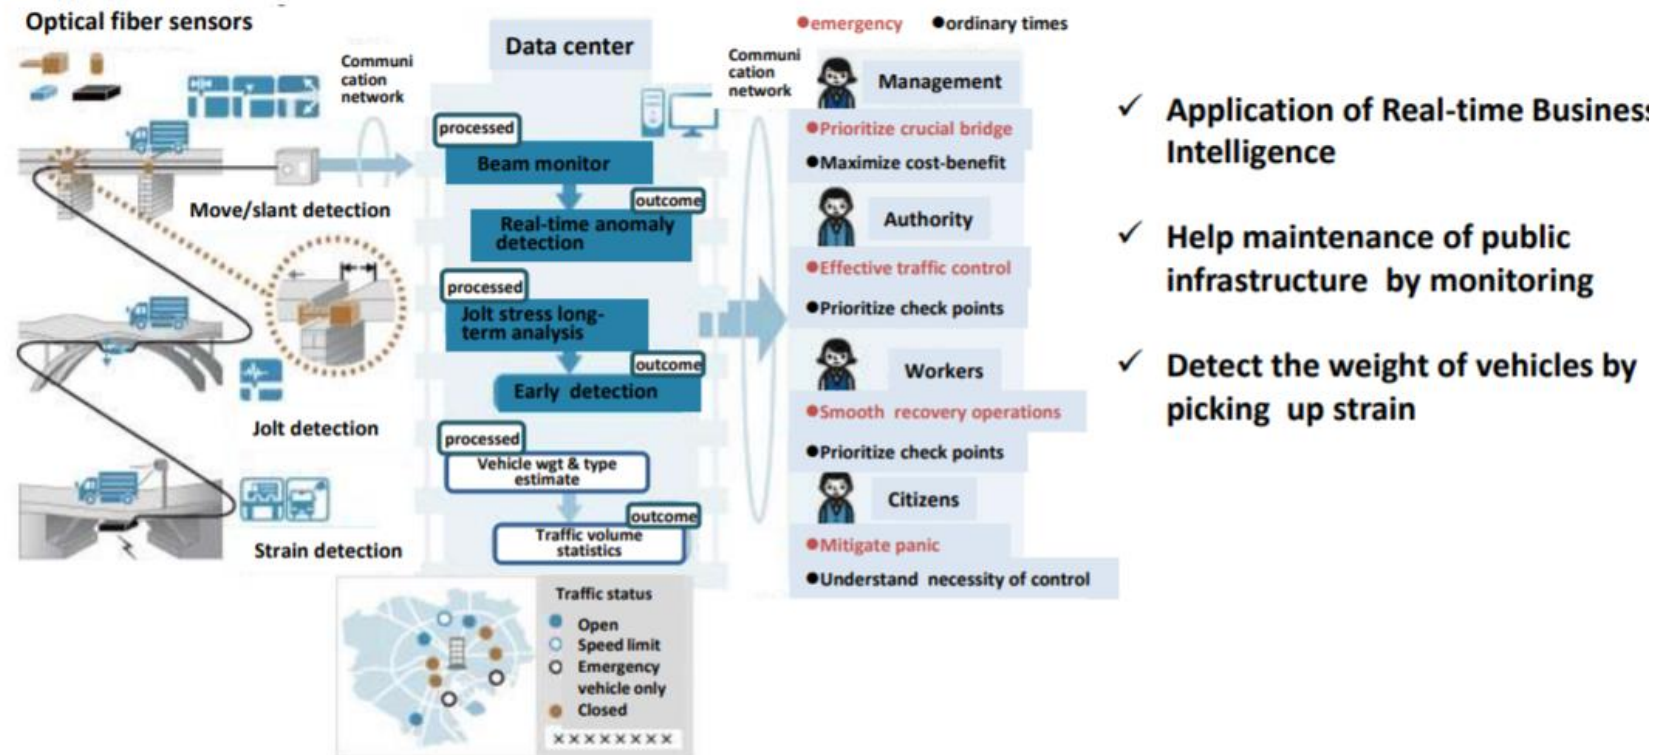 Optical fiber sensors
Communi
cation
network
Move/slant detection
Jolt detection
Strain detection
Data center
processed
Beam monitor
outcome
Real-time anomaly
detection
processed
Jolt stress long-
term analysis
outcome
Early detection
processed
Vehicle wgt & type
estimate
outcome
Traffic volume
statistics
Communi
cation
network
●emergency ●ordinary times
Management
●Prioritize crucial bridge
●Maximize cost-benefit
Authority
●Effective traffic control
●Prioritize check points
Workers
●Smooth recovery operations
●Prioritize check points
Citizens
●Mitigate panic
●Understand necessity of control
Traffic status
Open
Speed limit
Emergency
vehicle only
Closed
××××××××
✓ Application of Real-time Busines
Intelligence
✓ Help maintenance of public
infrastructure by monitoring
✓ Detect the weight of vehicles by
picking up strain